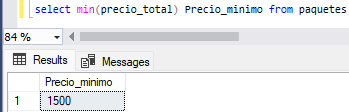 select min(precio_total) Precio_minimo from paquetes
84 %
Results Messages
Precio_minimo
1 1500